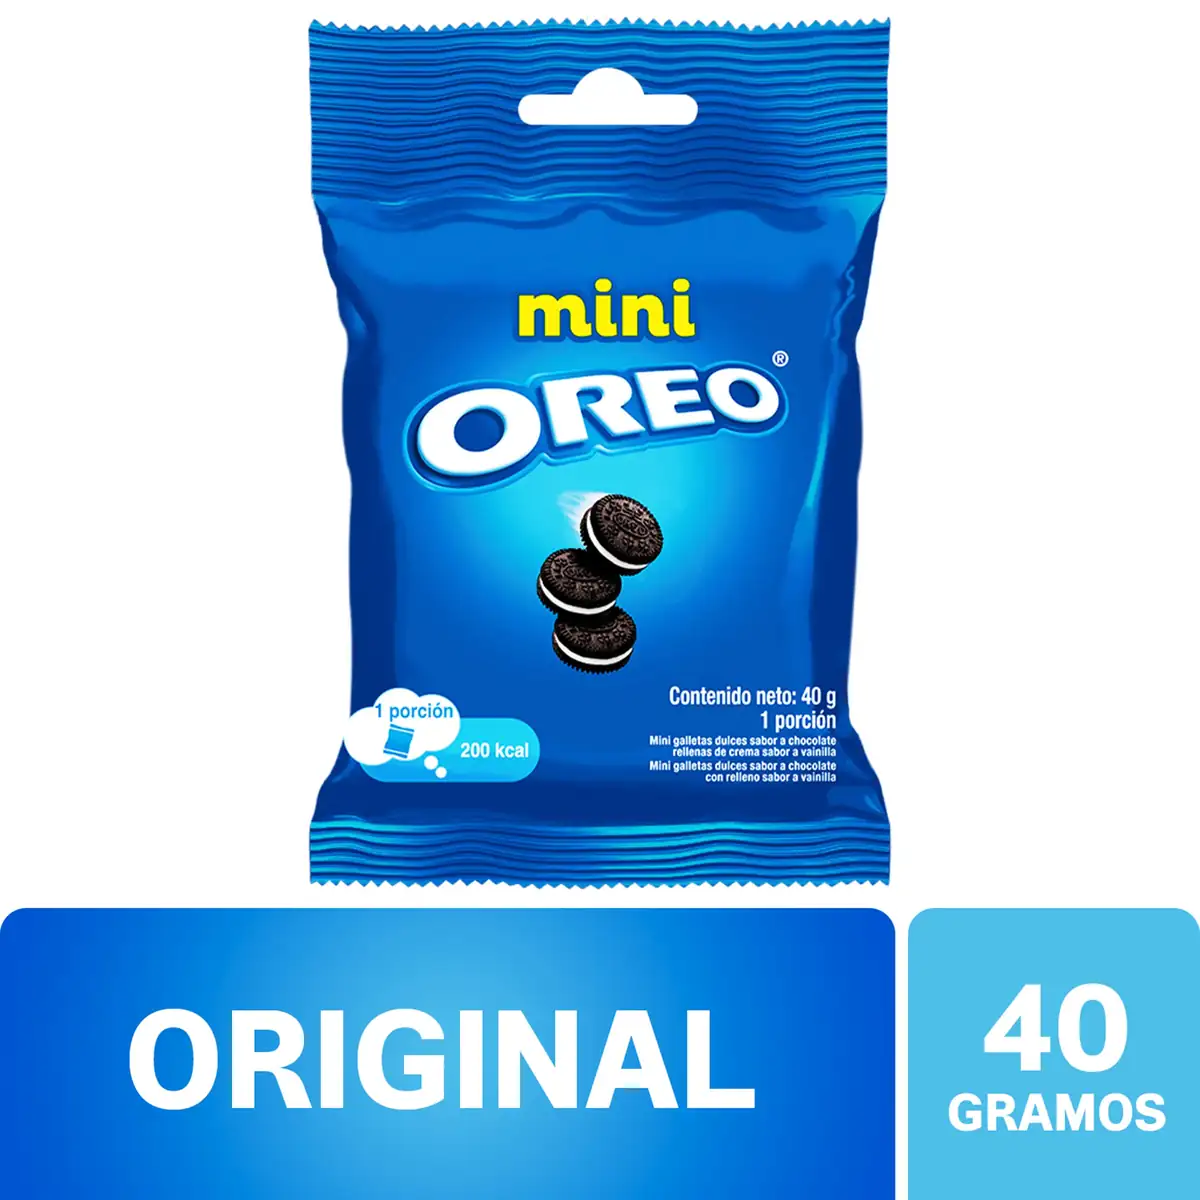 mini
OREO®
1 porción
200 kcal
Contenido neto: 40 g
1 porción
Mini galletas dulces sabor a chocolate
rellenas de crema sabor a vainilla
Mini galletas dulces sabor a chocolate
con relleno sabor a vainilla
ORIGINAL
40
GRAMOS